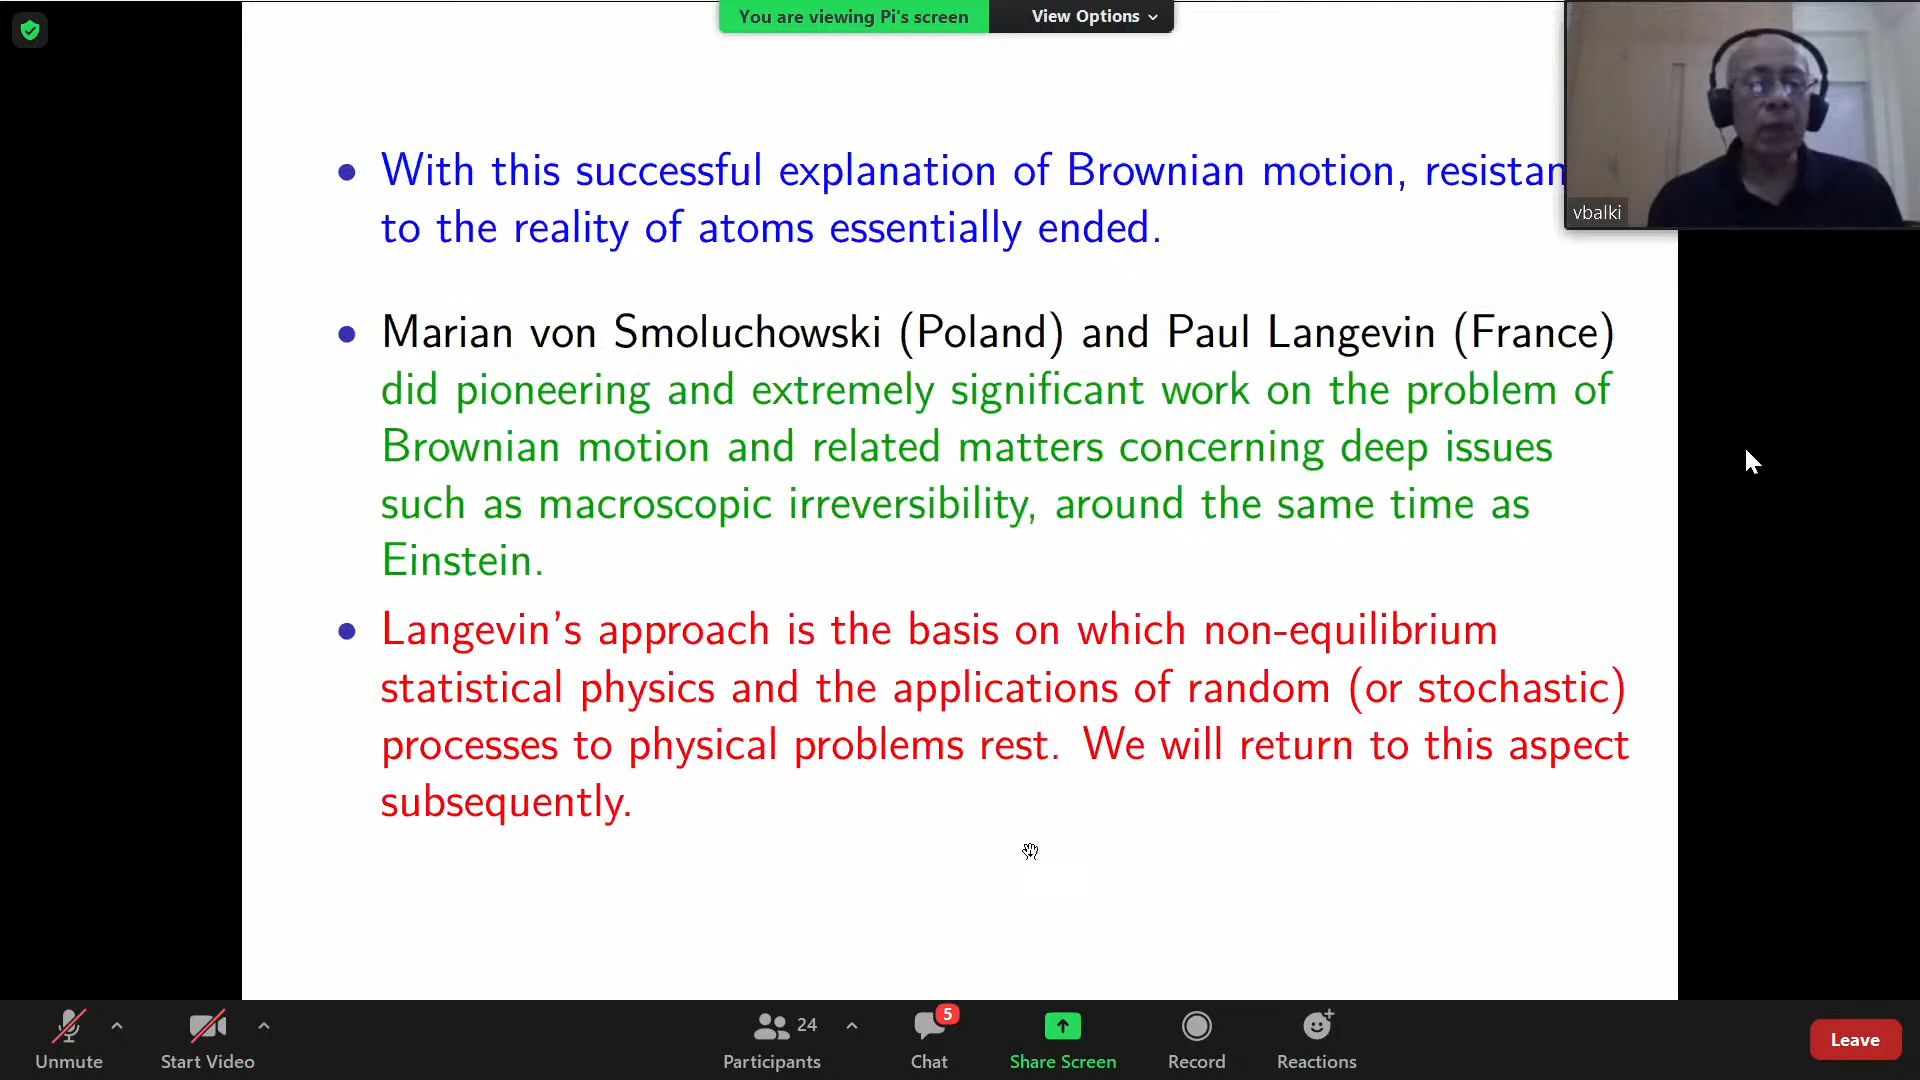 You are viewing Pi's screen
View Options
vbalki
With this successful explanation of Brownian motion,
to the reality of atoms essentially ended.
Marian von Smoluchowski (Poland) and Paul Langevin (France)
did pioneering and extremely significant work on the problem of
Brownian motion and related matters concerning deep issues
such as macroscopic irreversibility, around the same time as
Einstein.
Langevin's approach is the basis on which non-equilibrium
statistical physics and the applications of random (or stochastic)
processes to physical problems rest. We will return to this aspect
subsequently.
Unmute
Start Video
24
Participants
5
Chat
Share Screen
Record
Reactions
Leave